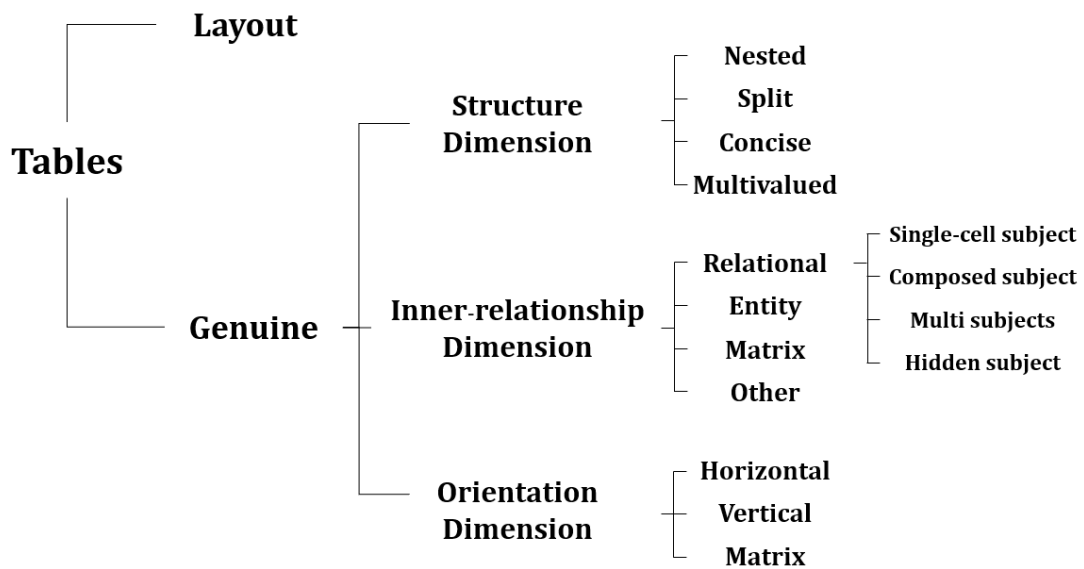 Layout
Tables
Genuine
Structure
Dimension
Nested
Split
Concise
Multivalued
Inner-relationship
Dimension
Relational
Entity
Matrix
Other
Single-cell subject
Composed subject
Multi subjects
Hidden subject
Orientation
Dimension
Horizontal
Vertical
Matrix